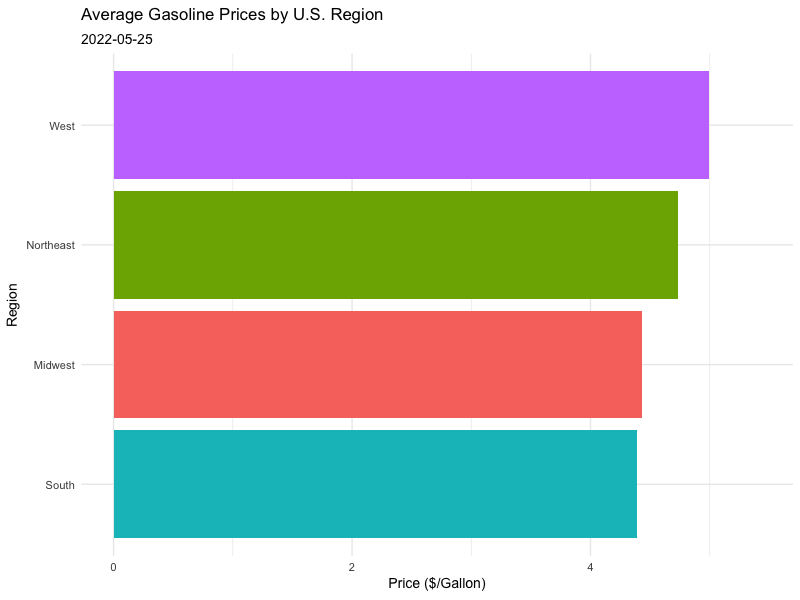 Average Gasoline Prices by U.S. Region
2022-05-25
West
Northeast
Midwest
South
Region
0 2 4
Price ($/Gallon)